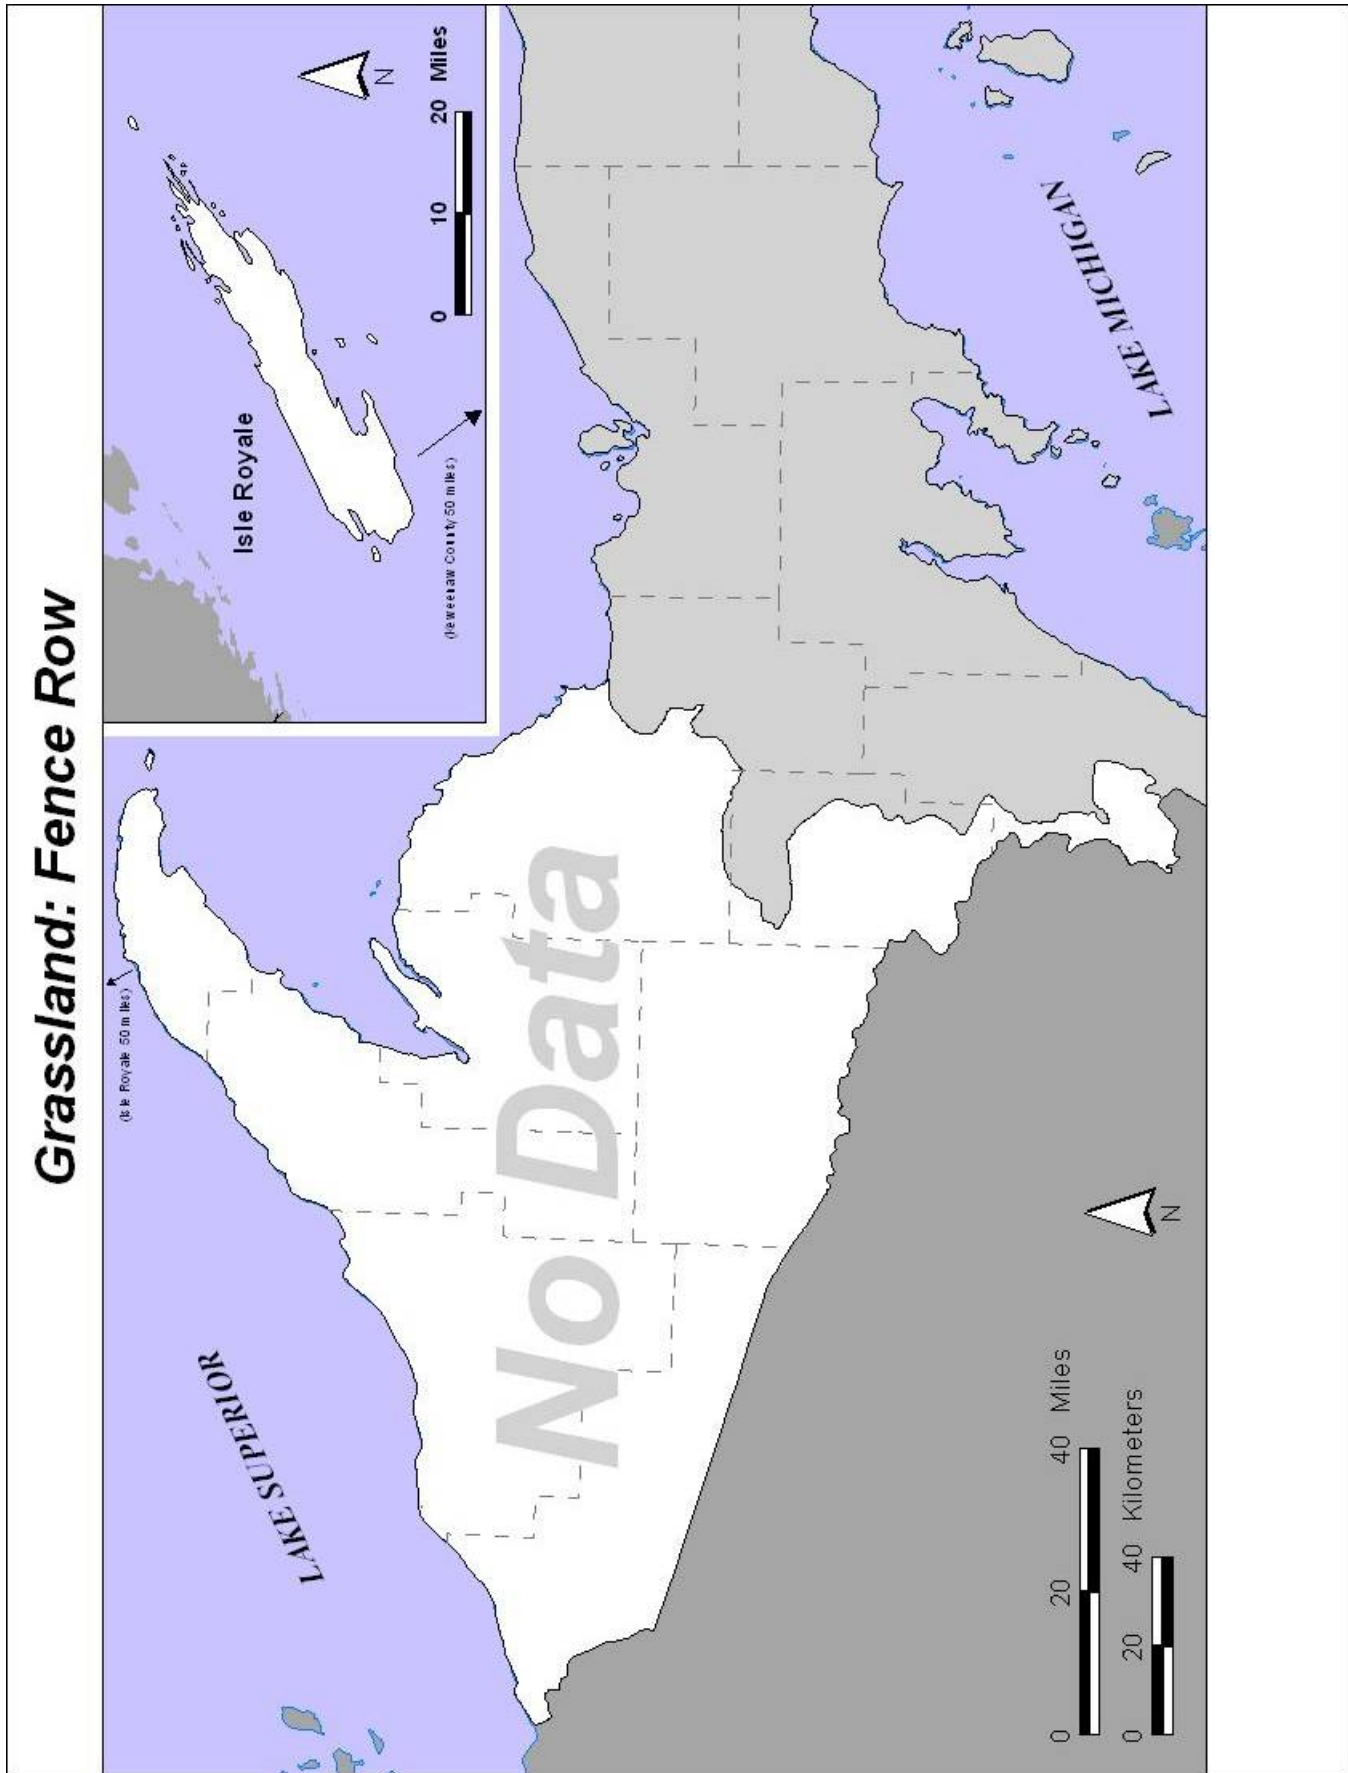 Grassland: Fence Row
(Isle Royale 50 miles)
Isle Royale
(Keweenaw County 50 miles)
N
0 10 20 Miles
LAKE SUPERIOR
No Data
LAKE MICHIGAN
N
0 20 40 Miles
0 20 40 Kilometers